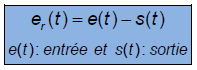 e_r(t) = e(t) – s(t)
e(t): entrée et s(t): sortie